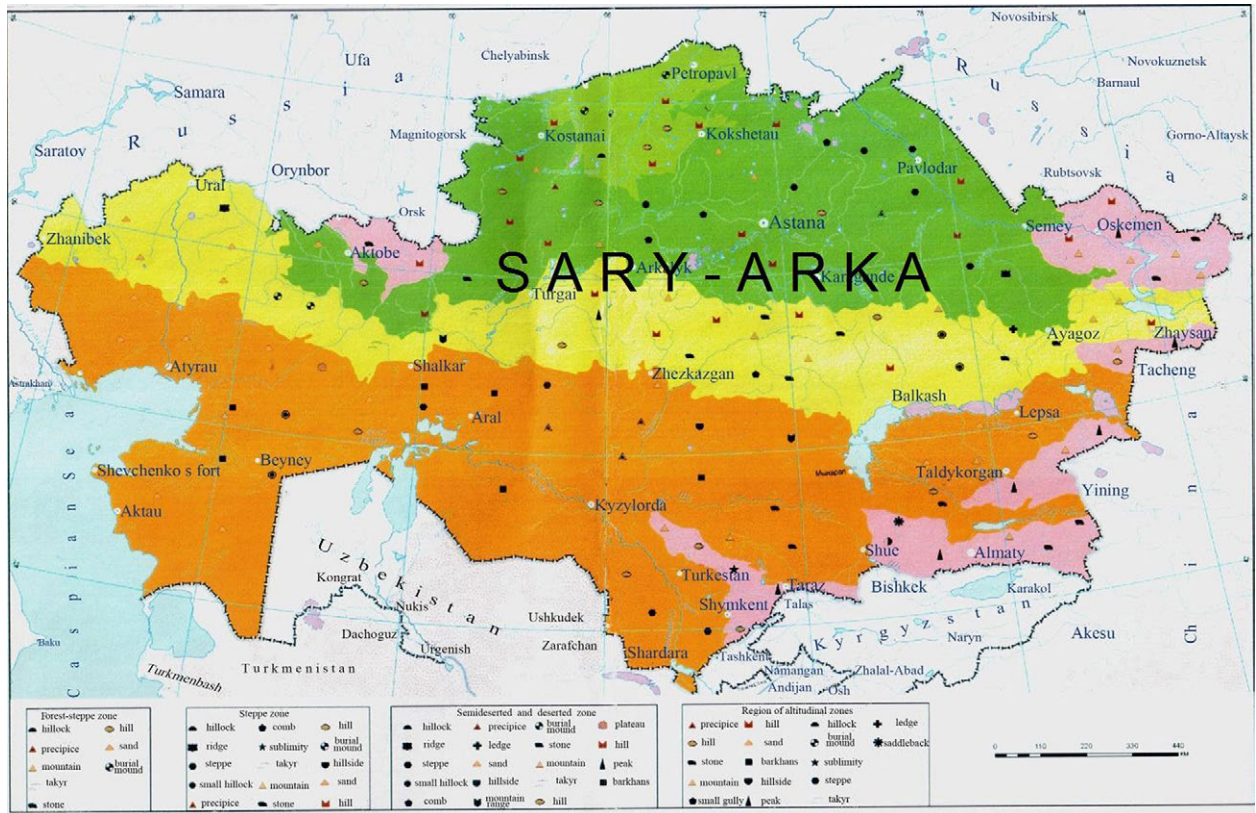 Novosibirsk
Ufa
Chelyabinsk
Petropavl
Novokuznetsk
Barnaul
Samara
Russia
Russia
Magnitogorsk
Kostanai
Kokshetau
Gorno-Altaysk
Saratov
Orynbor
Pavlodar
Rubtsovsk
Ural
Orsk
Astana
Semey
Oskemen
Zhanibek
Aktobe
SARY-ARKA
Arkalyk
Karagande
Turgai
Ayagoz
Zhaysan
Atyrau
Shalkar
Zhezkazgan
Tacheng
Astrakhan
Balkash
Aral
Lepsa
Caspian Sea
Shevchenko s fort
Beyney
Taldykorgan
Yining
China
Aktau
Kyzylorda
Shue
Almaty
Uzbekistan
Kongrat
Turkestan
Taraz
Bishkek
Karakol
Nukis
Ushkudek
Shymkent
Talas
Kyrgyzstan
Baku
Dachoguz
Urgenish
Zarafchan
Naryn
Akesu
Turkmenbash
Turkmenistan
Shardara
Tashkent
Namangan
Zhalal-Abad
Andijan
Osh
Forest-steppe zone
hillock
hill
precipice
sand
mountain
burial mound
takyr
stone
Steppe zone
hillock
comb
hill
ridge
sublimity
burial mound
steppe
takyr
hillside
small hillock
mountain
sand
precipice
stone
hill
Semideserted and deserted zone
hillock
precipice
burial mound
plateau
ridge
ledge
stone
hill
steppe
sand
mountain
peak
small hillock
hillside
takyr
barkhans
comb
mountain range
hill
Region of altitudinal zones
precipice
hill
hillock
ledge
hill
sand
burial mound
saddleback
stone
barkhans
sublimity
mountain
hillside
steppe
small gully
peak
takyr
0 110 220 330 440